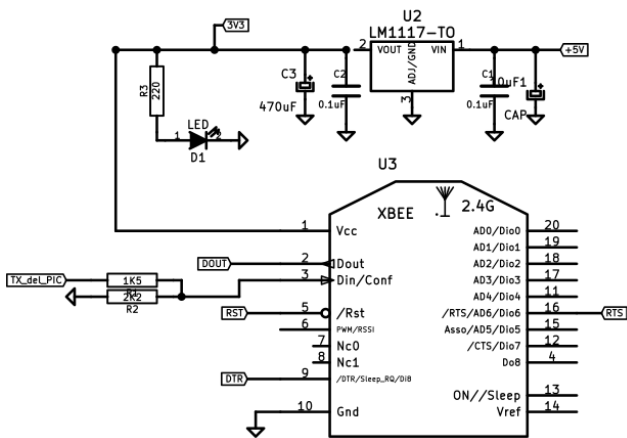 3V3
U2
LM1117-TO
2 VOUT VIN 1
ADJ/GND
3
+5V
R3
220
C3
470uF
C2
0.1uF
C1
0.1uF
10uF1
CAP
LED
1 2
D1
U3
XBEE
2.4G
1 Vcc
DOUT 2 Dout
TX_del_PIC 1K5 3 Din/Conf
R1
2K2
R2
RST 5 /Rst
6 PWM/RSSI
7 Nc0
8 Nc1
DTR 9 /DTR/Sleep_RQ/Di8
10 Gnd
AD0/Dio0 20
AD1/Dio1 19
AD2/Dio2 18
AD3/Dio3 17
AD4/Dio4 11
/RTS/AD6/Dio6 16 RTS
Asso/AD5/Dio5 15
/CTS/Dio7 12
Do8 4
ON//Sleep 13
Vref 14